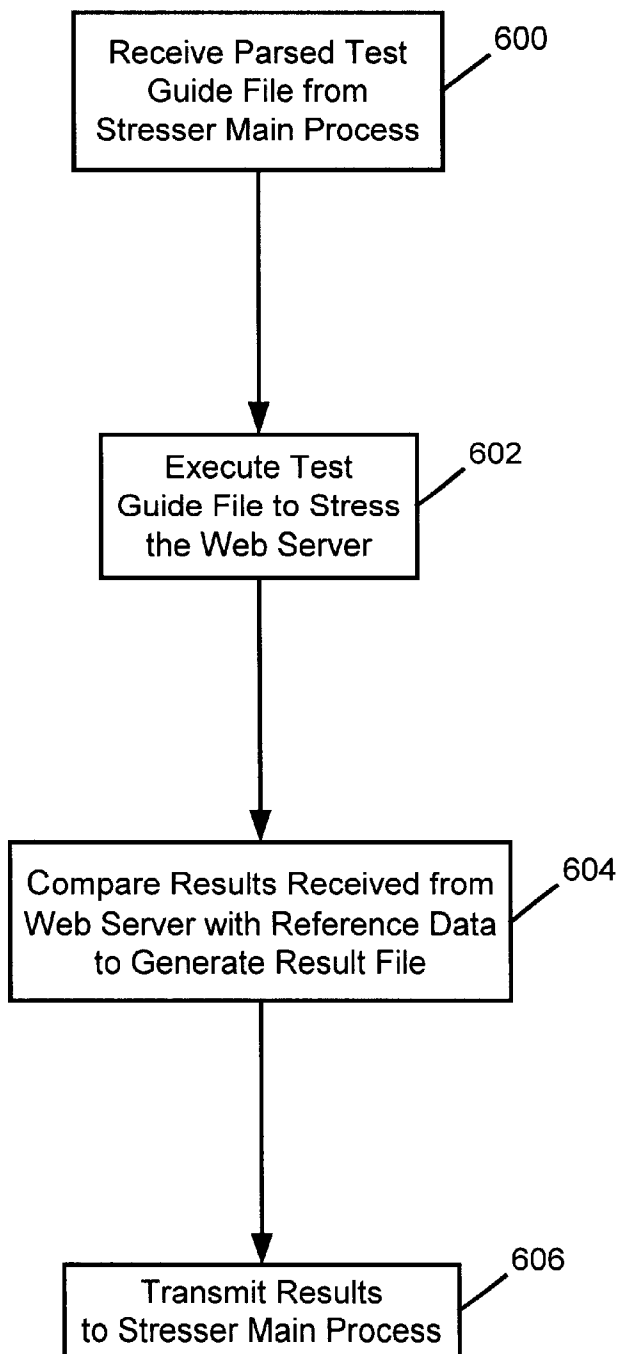 Receive Parsed Test
Guide File from
Stresser Main Process
600
Execute Test
Guide File to Stress
the Web Server
602
Compare Results Received from
Web Server with Reference Data
to Generate Result File
604
Transmit Results
to Stresser Main Process
606